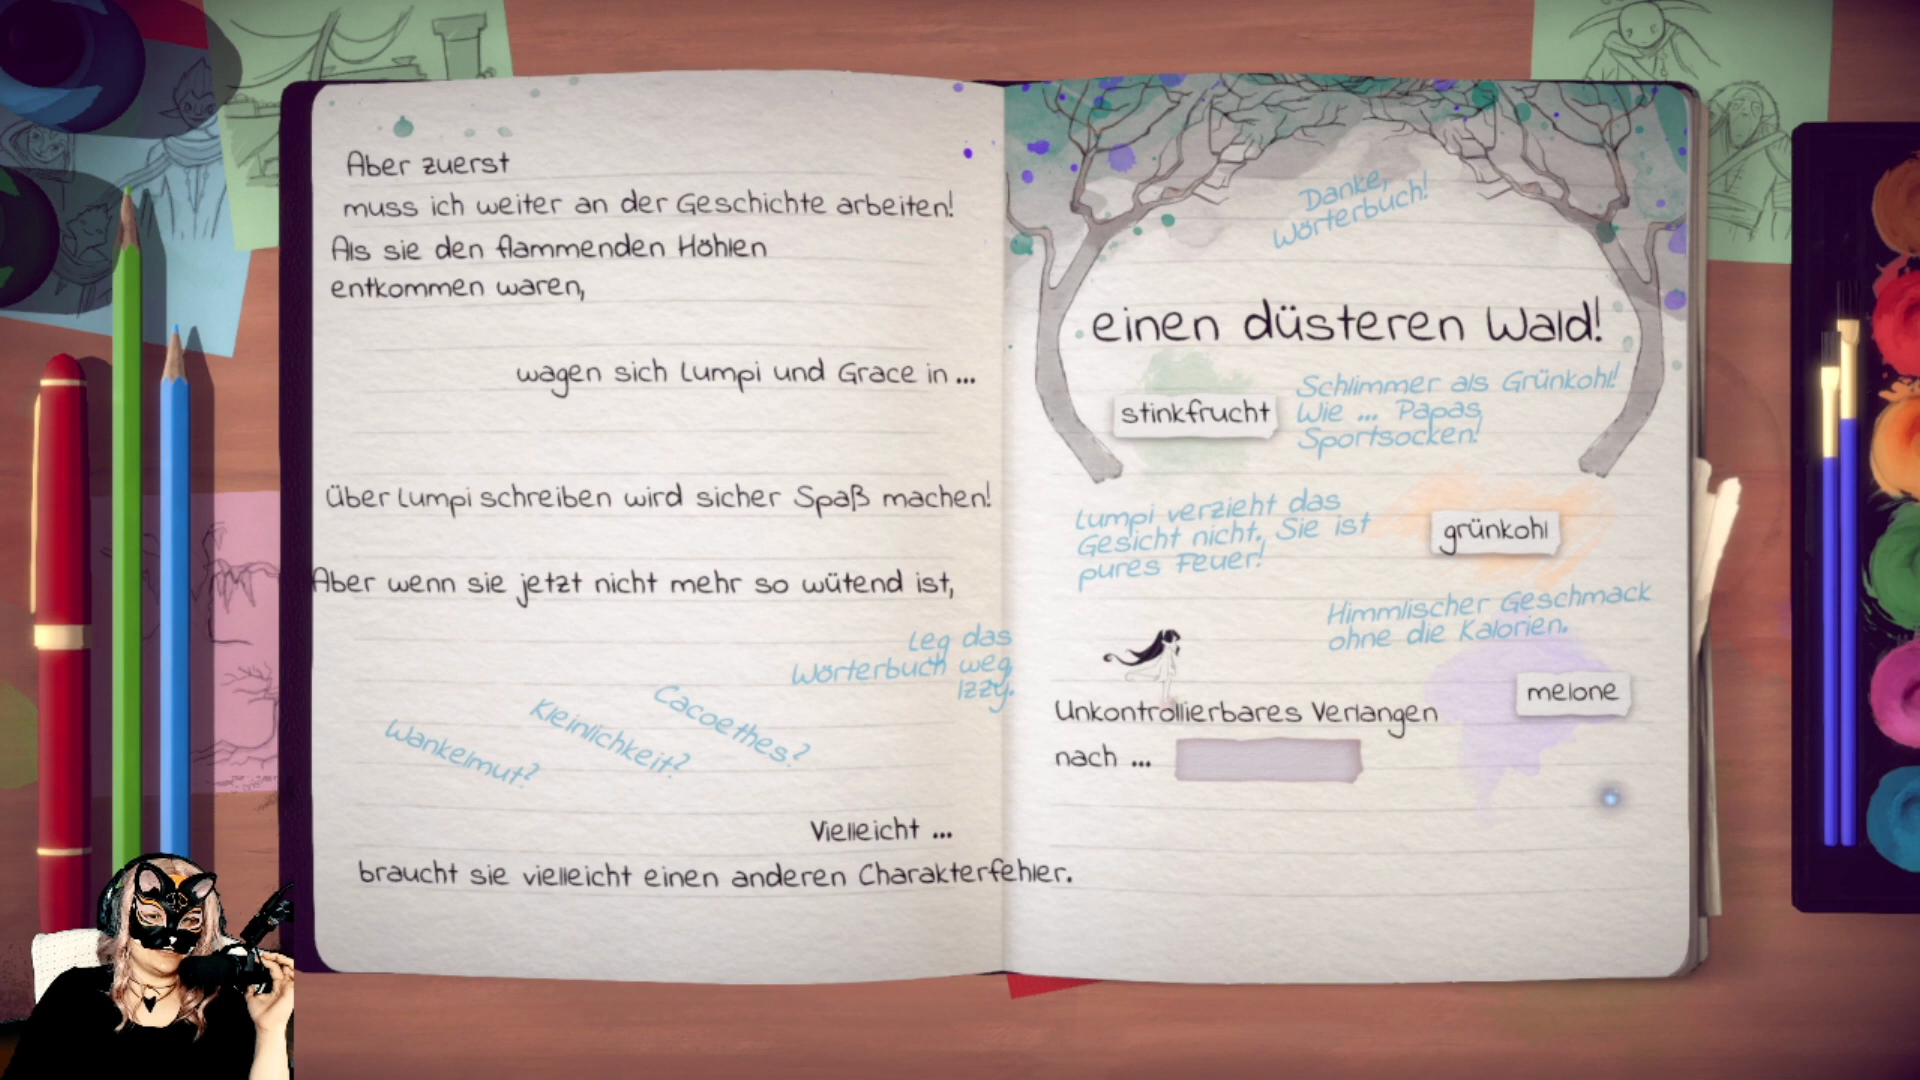 Aber zuerst
muss ich weiter an der Geschichte arbeiten!
Als sie den flammenden Höhlen
entkommen waren,
wagen sich Lumpi und Grace in ...
Über Lumpi schreiben wird sicher Spaß machen!
Aber wenn sie jetzt nicht mehr so wütend ist,
Leg das
Wörterbuch weg,
Izzy.
Cacoethes?
Kleinlichkeit?
Wankelmut?
Vielleicht ...
braucht sie vielleicht einen anderen Charakterfehler.
Danke,
Wörterbuch!
einen düsteren Wald!
stinkfrucht
Schlimmer als Grünkohl!
Wie ... Papas
Sportsocken!
Lumpi verzieht das
Gesicht nicht. Sie ist
pures Feuer!
grünkohl
Himmlischer Geschmack
ohne die Kalorien.
melone
Unkontrollierbares Verlangen
nach ...